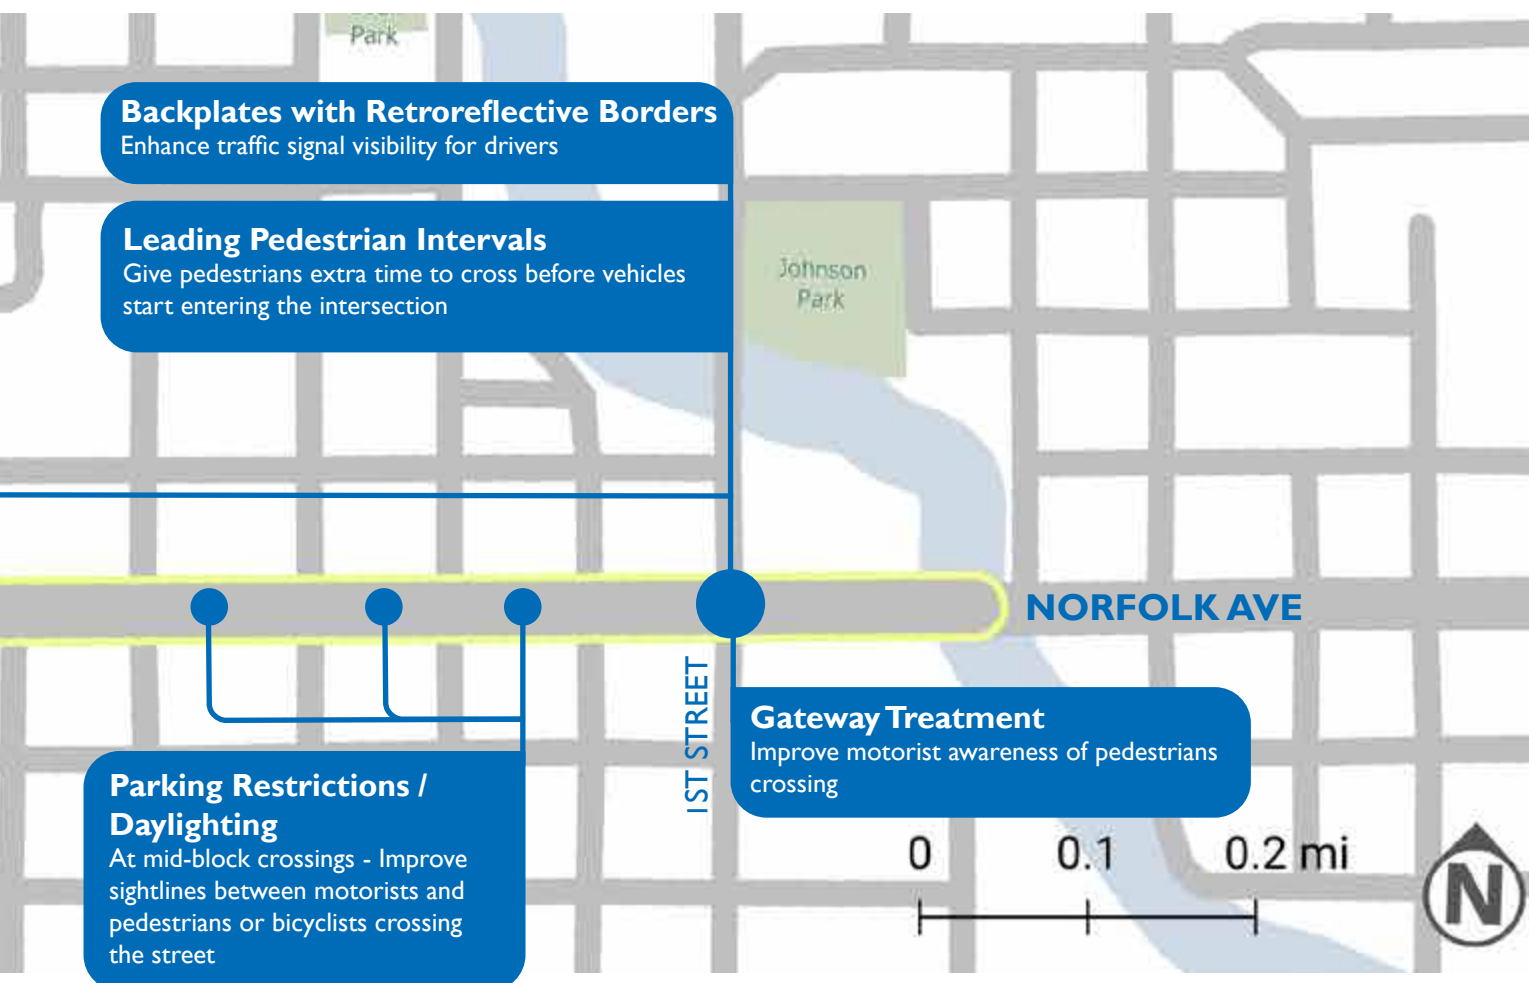 Park
Backplates with Retroreflective Borders
Enhance traffic signal visibility for drivers
Leading Pedestrian Intervals
Give pedestrians extra time to cross before vehicles
start entering the intersection
Johnson
Park
NORFOLK AVE
1ST STREET
Gateway Treatment
Improve motorist awareness of pedestrians
crossing
Parking Restrictions /
Daylighting
At mid-block crossings - Improve
sightlines between motorists and
pedestrians or bicyclists crossing
the street
0 0.1 0.2 mi
N